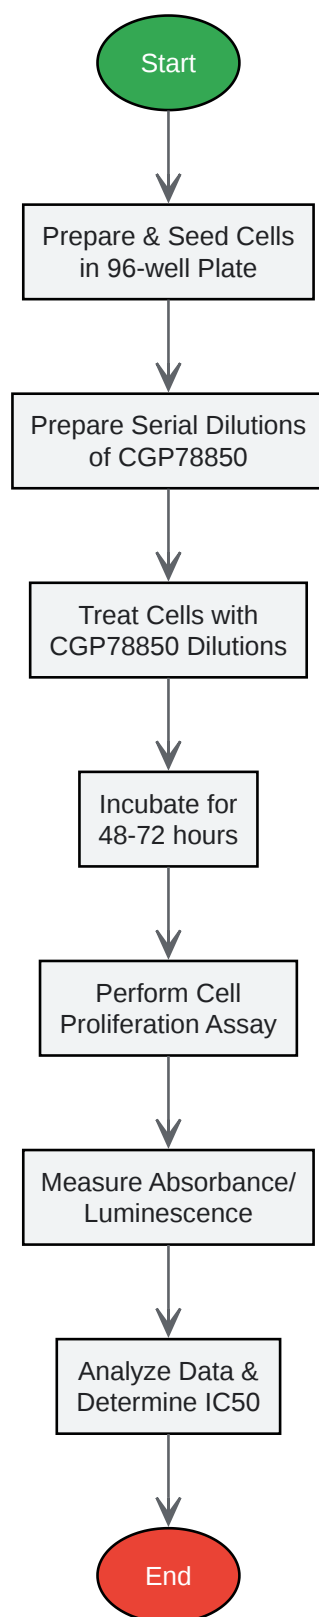 Start
Prepare & Seed Cells
in 96-well Plate
Prepare Serial Dilutions
of CGP78850
Treat Cells with
CGP78850 Dilutions
Incubate for
48-72 hours
Perform Cell
Proliferation Assay
Measure Absorbance/
Luminescence
Analyze Data &
Determine IC50
End